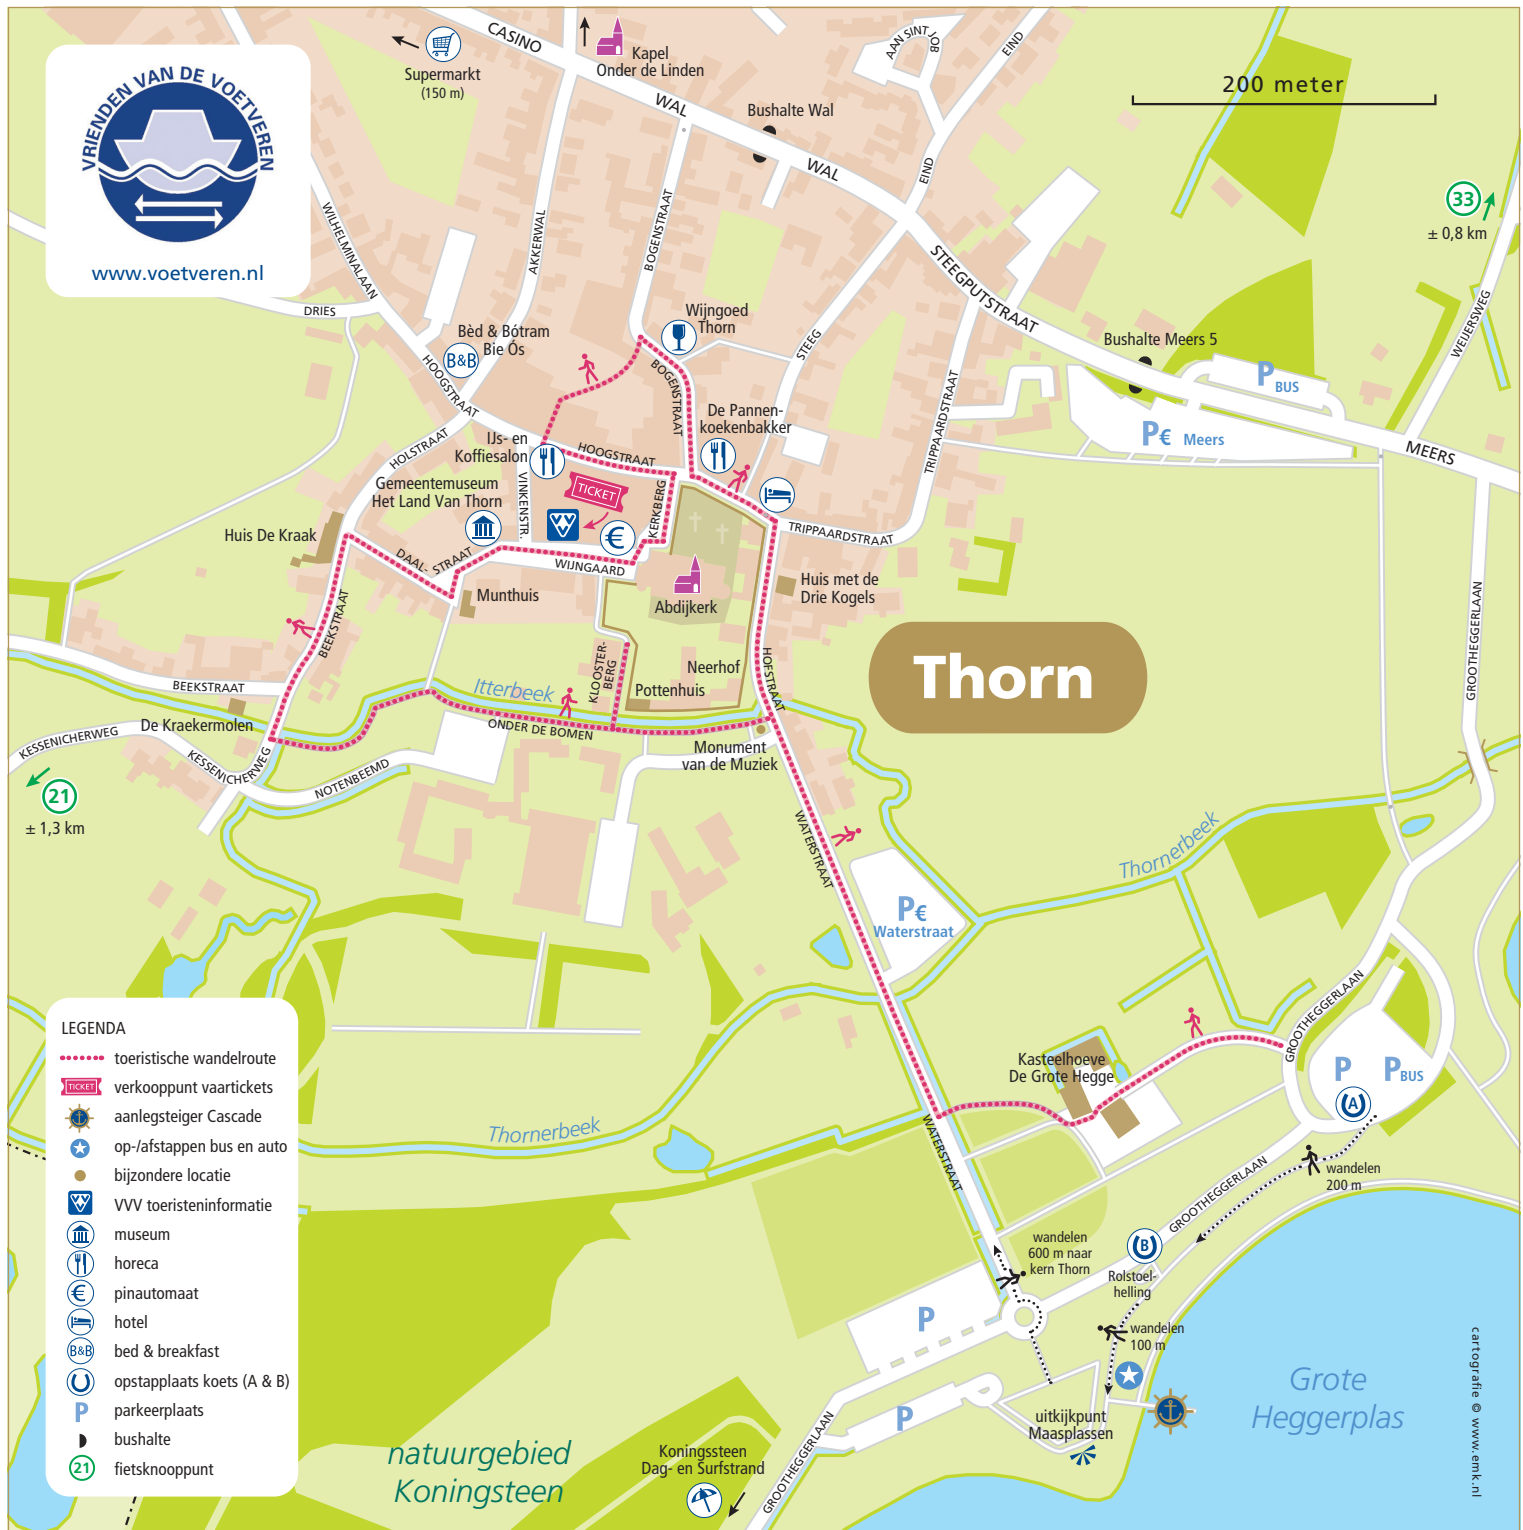 VRIENDEN VAN DE VOETVEREN
www.voetveren.nl
Supermarkt
(150 m)
CASINO
Kapel
Onder de Linden
WAL
Bushalte Wal
WAL
AAN SINT JOB
EIND
EIND
200 meter
33
± 0,8 km
WEIJERSWEG
WILHELMINALAAN
AKKERWAL
BOGENSTRAAT
STEEGPUTSTRAAT
DRIES
Bèd & Bótram
Bie Ós
B&B
Wijngoed
Thorn
STEEG
Bushalte Meers 5
P BUS
P€ Meers
MEERS
HOOGSTRAAT
BOGENSTRAAT
De Pannen-
koekenbakker
TRIPPAARDSTRAAT
HOLSTRAAT
IJs- en
Koffiesalon
HOOGSTRAAT
Gemeentemuseum
Het Land Van Thorn
VINKENSTR.
TICKET
VVV
€
KERKBERG
TRIPPAARDSTRAAT
Huis De Kraak
DAAL- STRAAT
WIJNGAARD
Munthuis
Abdijkerk
Huis met de
Drie Kogels
GROOTHEGGERLAAN
BEEKSTRAAT
Thorn
BEEKSTRAAT
De Kraekermolen
Itterbeek
KLOOSTER-
BERG
Neerhof
Pottenhuis
HOFSTRAAT
ONDER DE BOMEN
Monument
van de Muziek
KESSENICHERWEG
KESSENICHERWEG
NOTENBEEMD
21
± 1,3 km
WATERSTRAAT
Thornerbeek
P€
Waterstraat
GROOTHEGGERLAAN
Kasteelhoeve
De Grote Hegge
P
P BUS
A
Thornerbeek
WATERSTRAAT
wandelen
200 m
GROOTHEGGERLAAN
wandelen
600 m naar
kern Thorn
B
Rolstoel-
helling
wandelen
100 m
P
P
Grote
Heggerplas
uitkijkpunt
Maasplassen
natuurgebied
Koningsteen
Koningssteen
Dag- en Surfstrand
GROOTHEGGERLAAN
cartografie © www.emk.nl
LEGENDA
toeristische wandelroute
TICKET verkooppunt vaartickets
aanlegsteiger Cascade
op-/afstappen bus en auto
bijzondere locatie
VVV toeristeninformatie
museum
horeca
€ pinautomaat
hotel
B&B bed & breakfast
opstapplaats koets (A & B)
P parkeerplaats
bushalte
21 fietsknooppunt